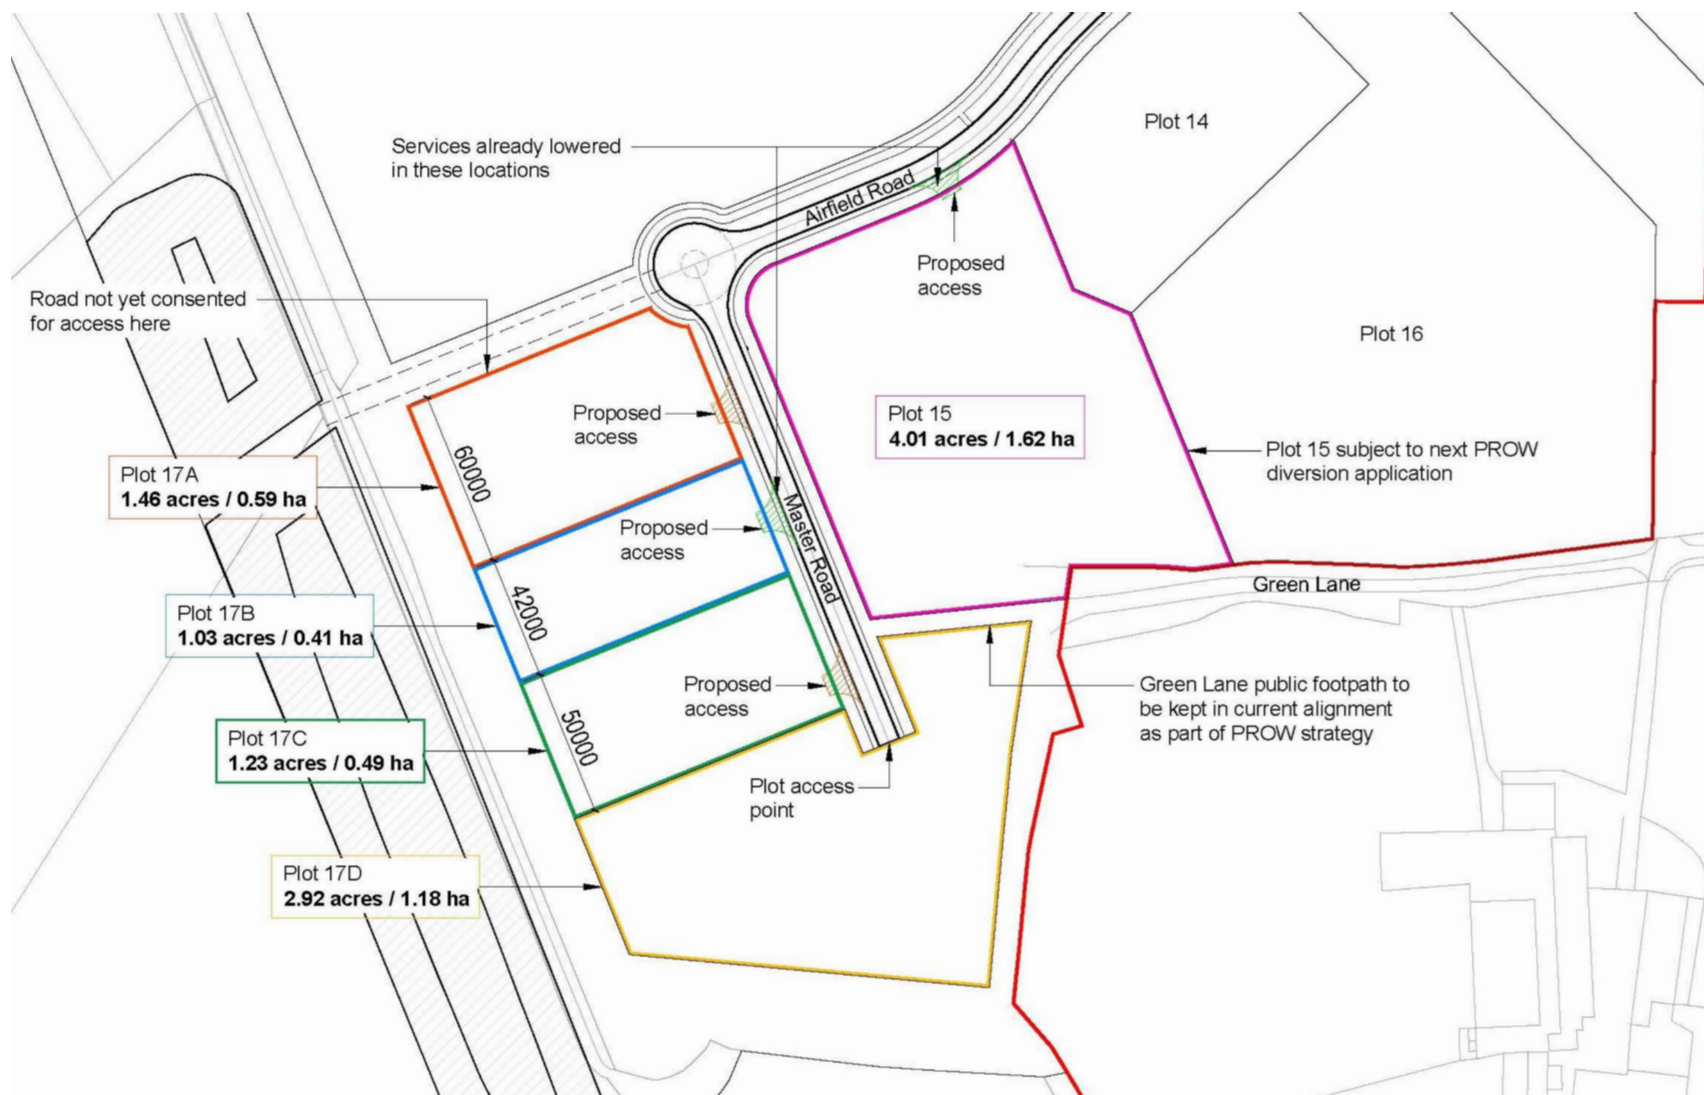 Plot 14
Services already lowered
in these locations
Airfield Road
Proposed
access
Road not yet consented
for access here
Plot 16
Proposed
access
Plot 15
4.01 acres / 1.62 ha
Plot 15 subject to next PROW
diversion application
60000
Plot 17A
1.46 acres / 0.59 ha
Proposed
access
Master Road
Green Lane
42000
Plot 17B
1.03 acres / 0.41 ha
Proposed
access
Green Lane public footpath to
be kept in current alignment
as part of PROW strategy
50000
Plot 17C
1.23 acres / 0.49 ha
Plot access
point
Plot 17D
2.92 acres / 1.18 ha